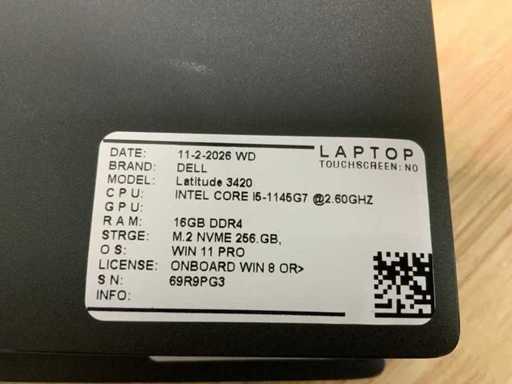 LAPTOP
TOUCHSCREEN: NO
DATE: 11-2-2026 WD
BRAND: DELL
MODEL: Latitude 3420
CPU: INTEL CORE I5-1145G7 @2.60GHZ
GPU:
RAM: 16GB DDR4
STRGE: M.2 NVME 256.GB,
OS: WIN 11 PRO
LICENSE: ONBOARD WIN 8 OR>
SN: 69R9PG3
INFO: